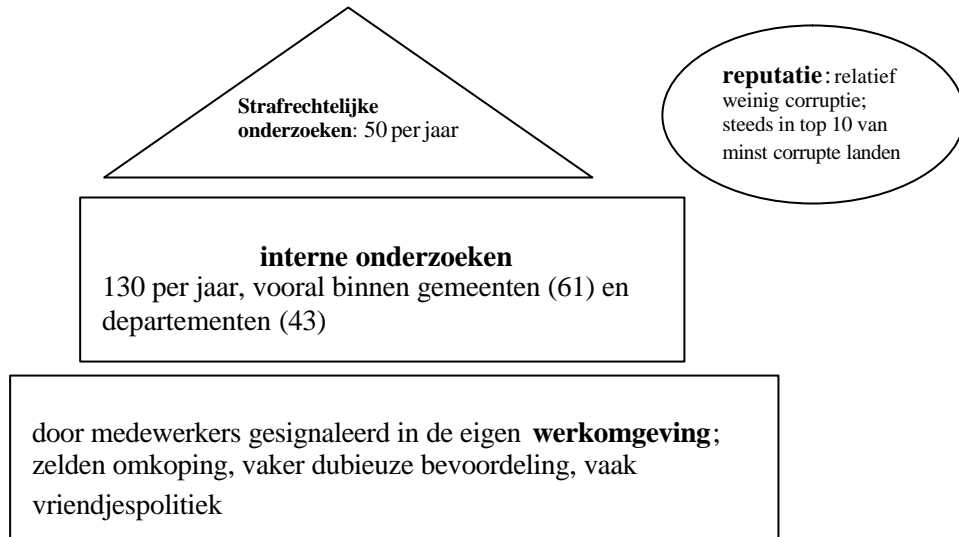 Strafrechtelijke
onderzoeken: 50 per jaar
reputatie: relatief
weinig corruptie;
steeds in top 10 van
minst corrupte landen
interne onderzoeken
130 per jaar, vooral binnen gemeenten (61) en
departementen (43)
door medewerkers gesignaleerd in de eigen werkomgeving;
zelden omkoping, vaker dubieuze bevoordeling, vaak
vriendjespolitiek